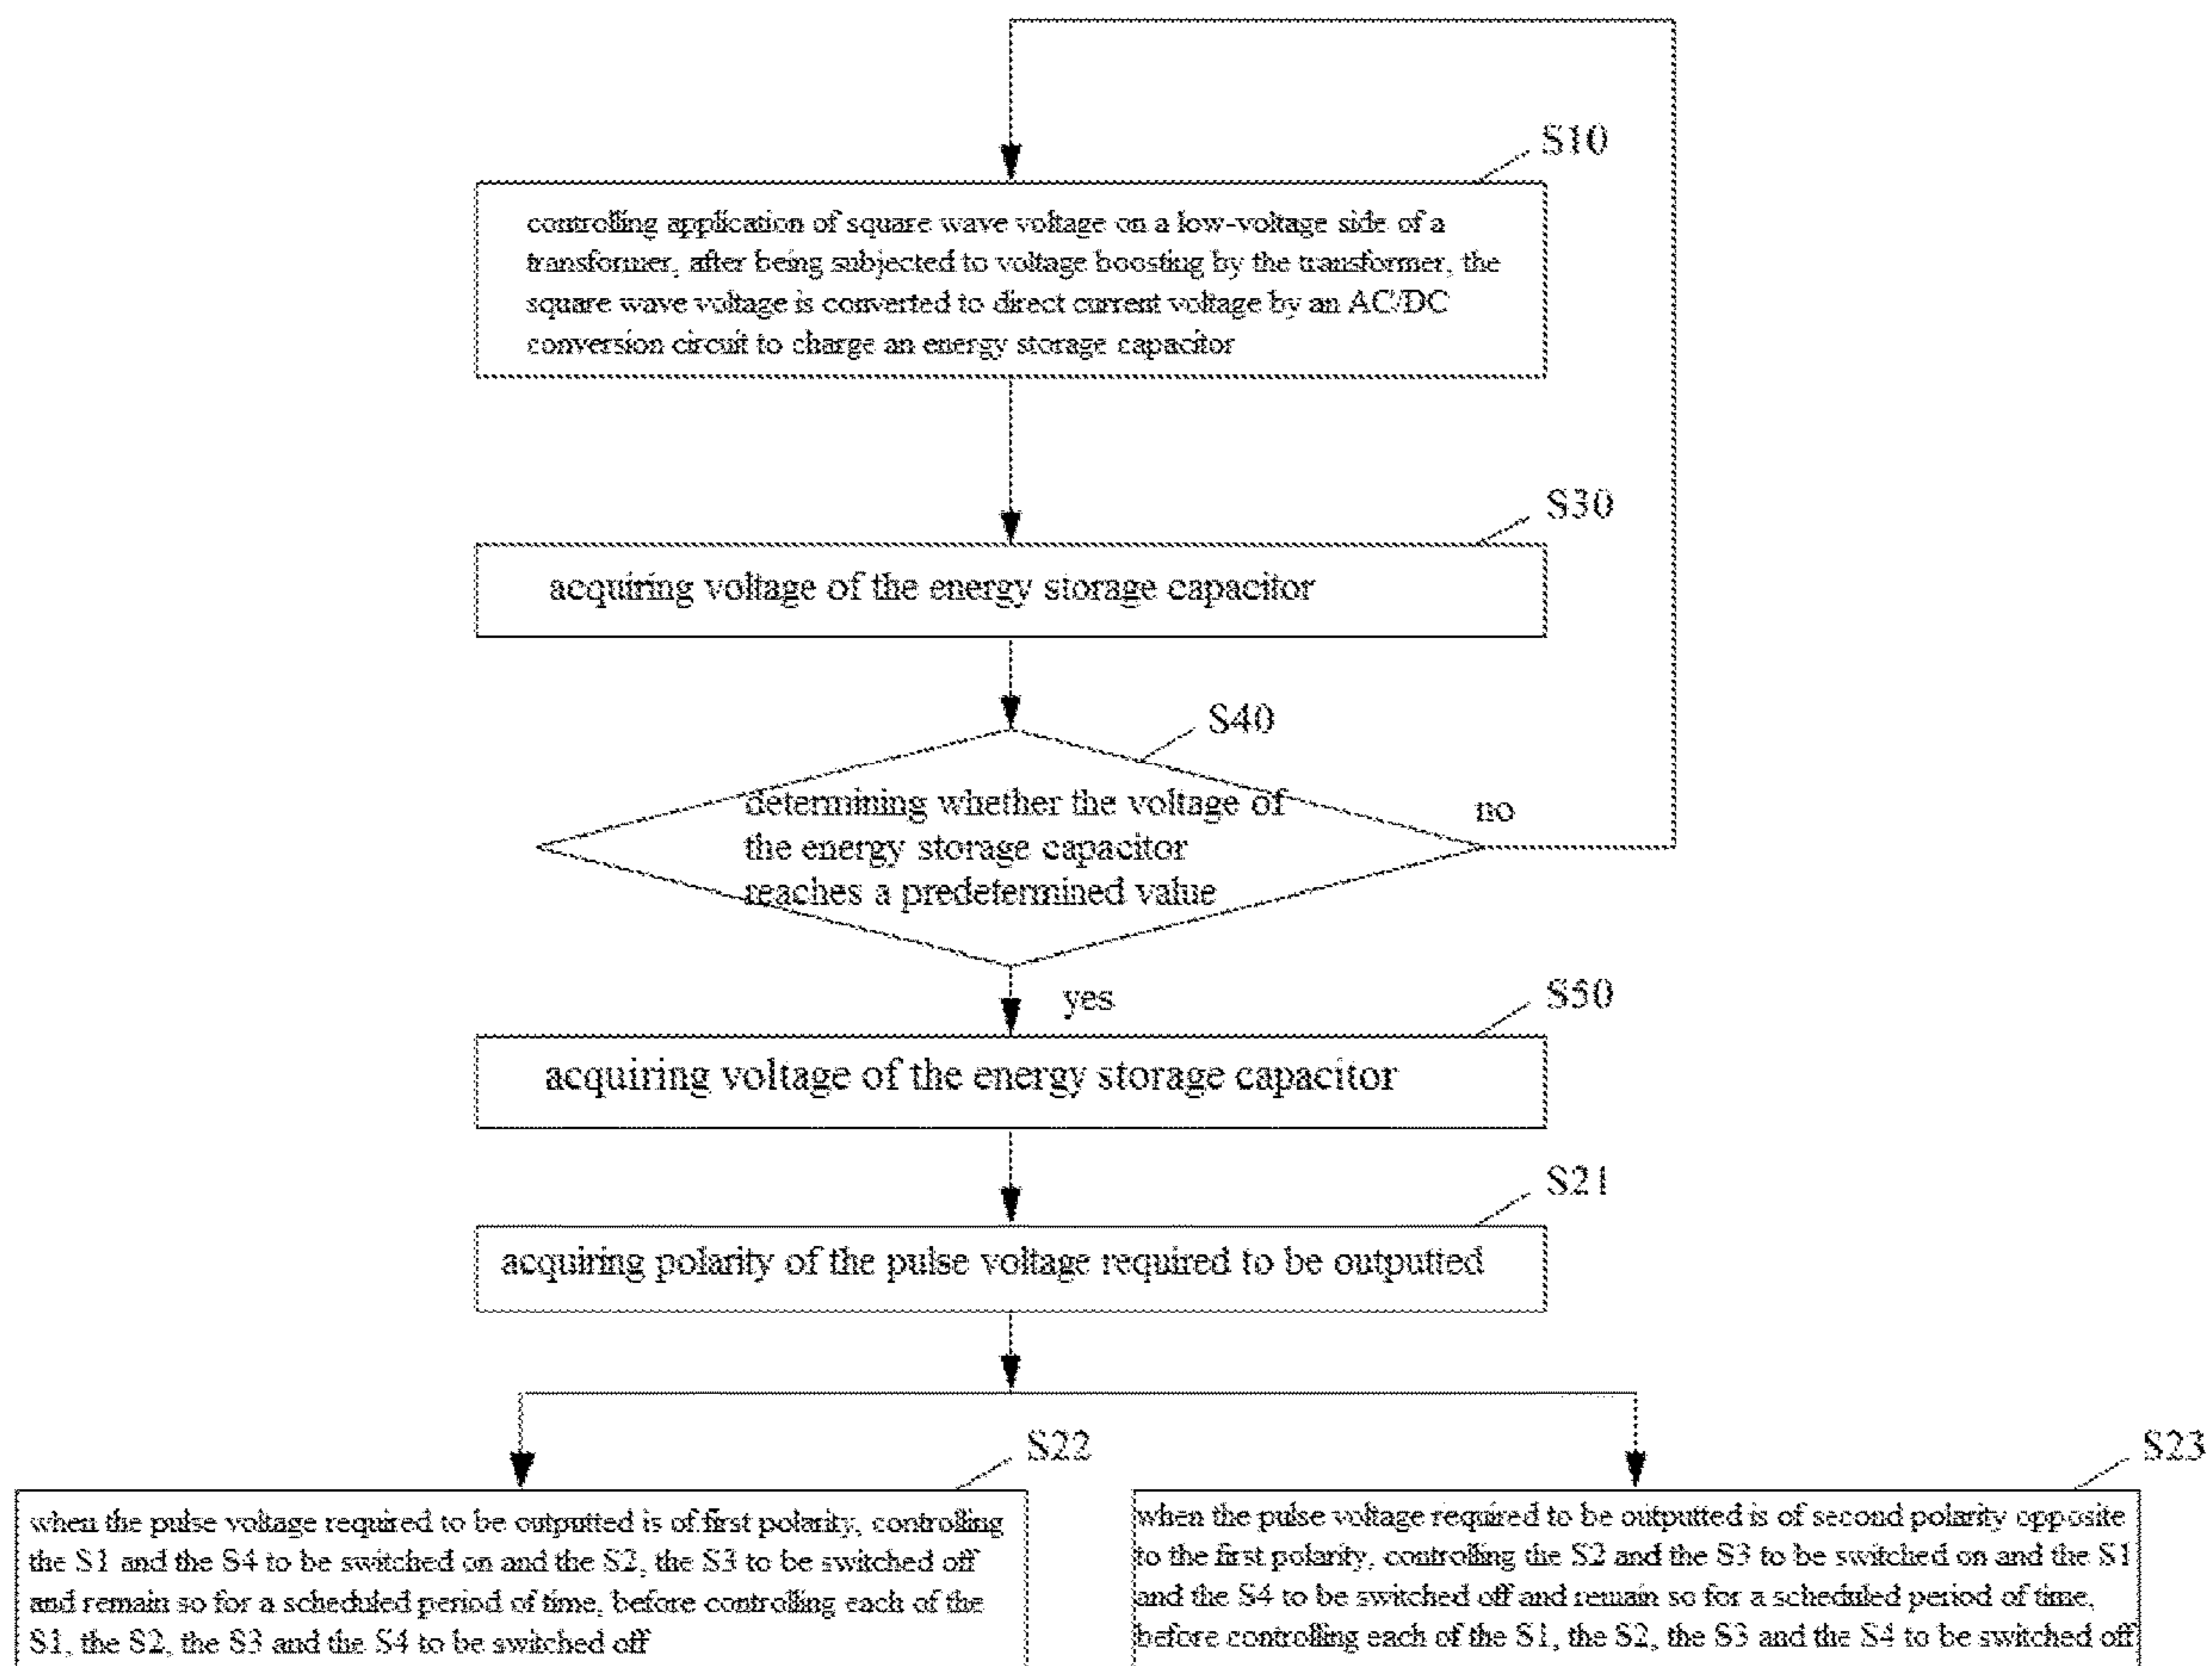 S10
controlling application of square wave voltage on a low-voltage side of a
transformer, after being subjected to voltage boosting by the transformer, the
square wave voltage is converted to direct current voltage by an AC/DC
conversion circuit to charge an energy storage capacitor
S30
acquiring voltage of the energy storage capacitor
S40
determining whether the voltage of
the energy storage capacitor
reaches a predetermined value
no
yes
S50
acquiring voltage of the energy storage capacitor
S21
acquiring polarity of the pulse voltage required to be outputted
S22
when the pulse voltage required to be outputted is of first polarity, controlling
the S1 and the S4 to be switched on and the S2, the S3 to be switched off
and remain so for a scheduled period of time, before controlling each of the
S1, the S2, the S3 and the S4 to be switched off
S23
when the pulse voltage required to be outputted is of second polarity opposite
to the first polarity, controlling the S2 and the S3 to be switched on and the S1
and the S4 to be switched off and remain so for a scheduled period of time,
before controlling each of the S1, the S2, the S3 and the S4 to be switched off